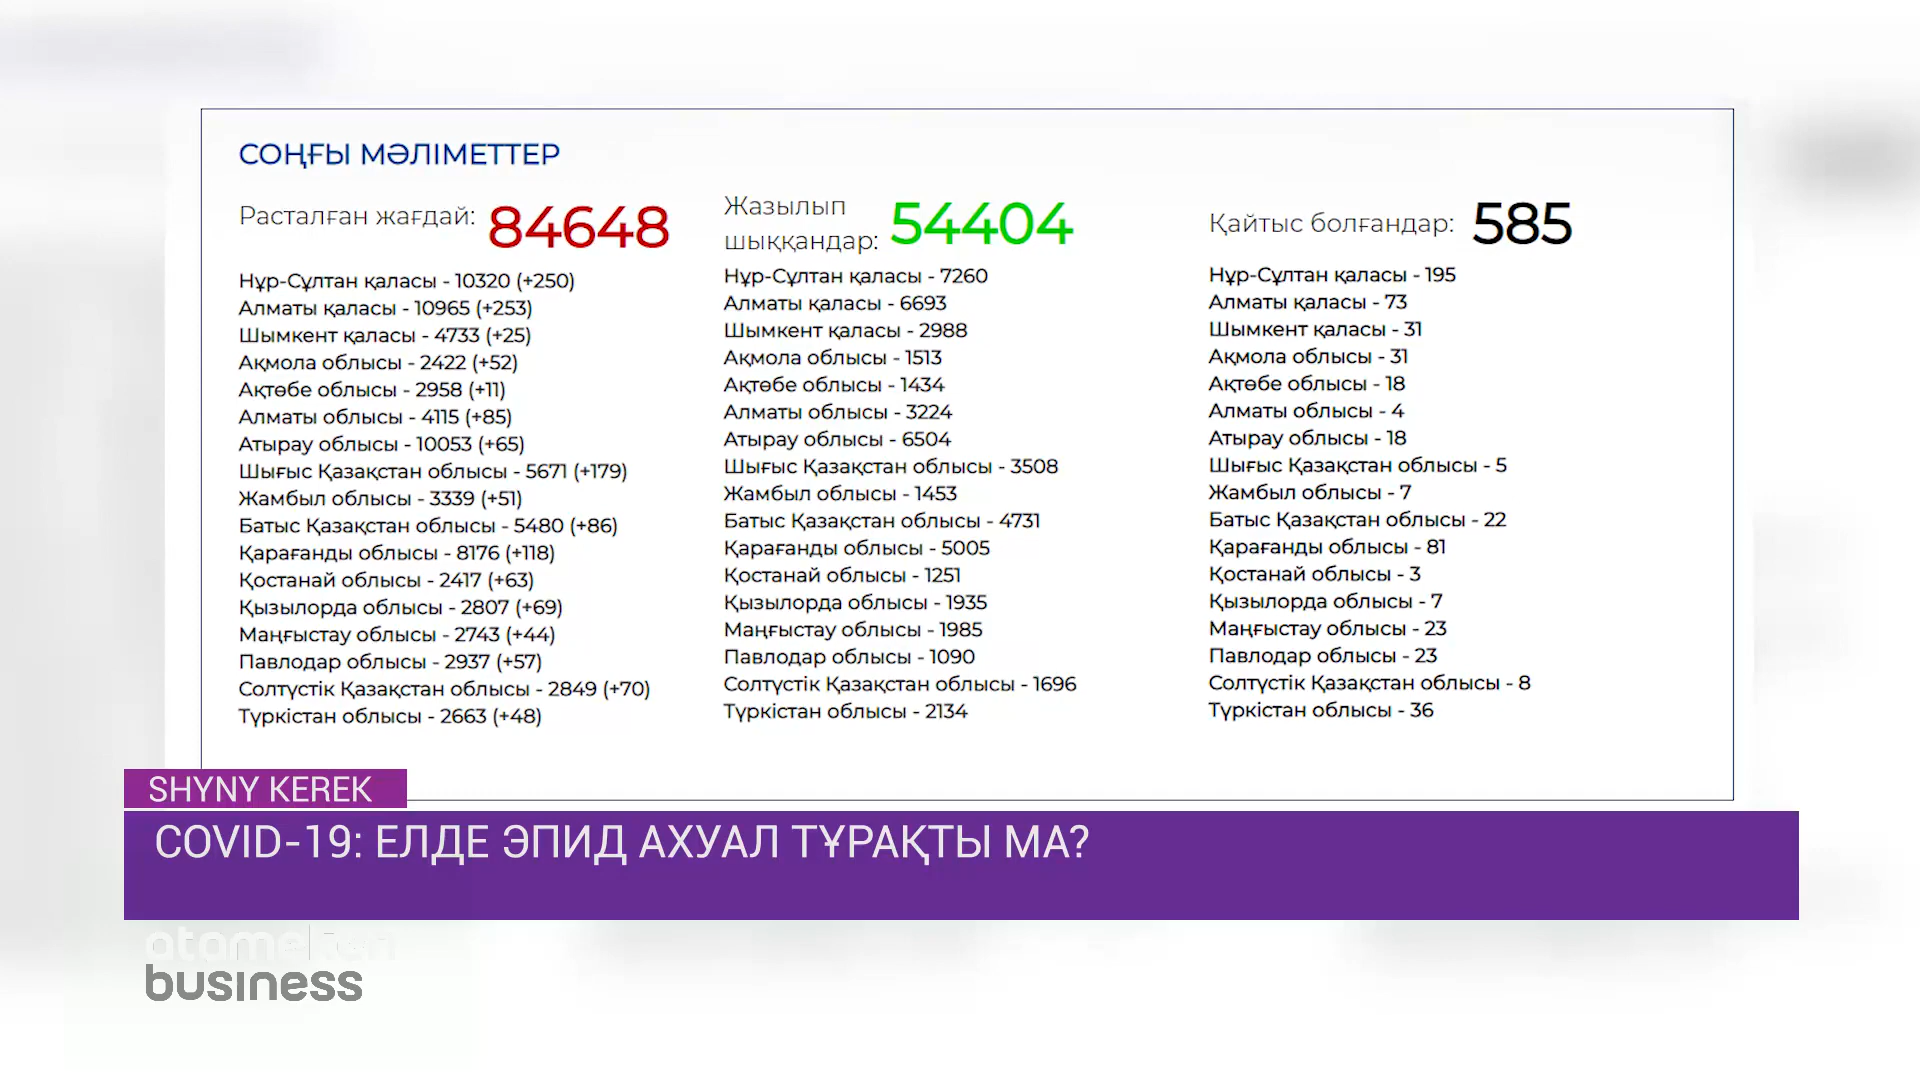 СОҢҒЫ МӘЛІМЕТТЕР
Расталған жағдай: 84648
Нұр-Сұлтан қаласы - 10320 (+250)
Алматы қаласы - 10965 (+253)
Шымкент қаласы - 4733 (+25)
Ақмола облысы - 2422 (+52)
Ақтөбе облысы - 2958 (+11)
Алматы облысы - 4115 (+85)
Атырау облысы - 10053 (+65)
Шығыс Қазақстан облысы - 5671 (+179)
Жамбыл облысы - 3339 (+51)
Батыс Қазақстан облысы - 5480 (+86)
Қарағанды облысы - 8176 (+118)
Қостанай облысы - 2417 (+63)
Қызылорда облысы - 2807 (+69)
Маңғыстау облысы - 2743 (+44)
Павлодар облысы - 2937 (+57)
Солтүстік Қазақстан облысы - 2849 (+70)
Түркістан облысы - 2663 (+48)
Жазылып
шыққандар: 54404
Нұр-Сұлтан қаласы - 7260
Алматы қаласы - 6693
Шымкент қаласы - 2988
Ақмола облысы - 1513
Ақтөбе облысы - 1434
Алматы облысы - 3224
Атырау облысы - 6504
Шығыс Қазақстан облысы - 3508
Жамбыл облысы - 1453
Батыс Қазақстан облысы - 4731
Қарағанды облысы - 5005
Қостанай облысы - 1251
Қызылорда облысы - 1935
Маңғыстау облысы - 1985
Павлодар облысы - 1090
Солтүстік Қазақстан облысы - 1696
Түркістан облысы - 2134
Қайтыс болғандар: 585
Нұр-Сұлтан қаласы - 195
Алматы қаласы - 73
Шымкент қаласы - 31
Ақмола облысы - 31
Ақтөбе облысы - 18
Алматы облысы - 4
Атырау облысы - 18
Шығыс Қазақстан облысы - 5
Жамбыл облысы - 7
Батыс Қазақстан облысы - 22
Қарағанды облысы - 81
Қостанай облысы - 3
Қызылорда облысы - 7
Маңғыстау облысы - 23
Павлодар облысы - 23
Солтүстік Қазақстан облысы - 8
Түркістан облысы - 36
SHYNY KEREK
COVID-19: ЕЛДЕ ЭПИД АХУАЛ ТҰРАҚТЫ МА?
atameken
business